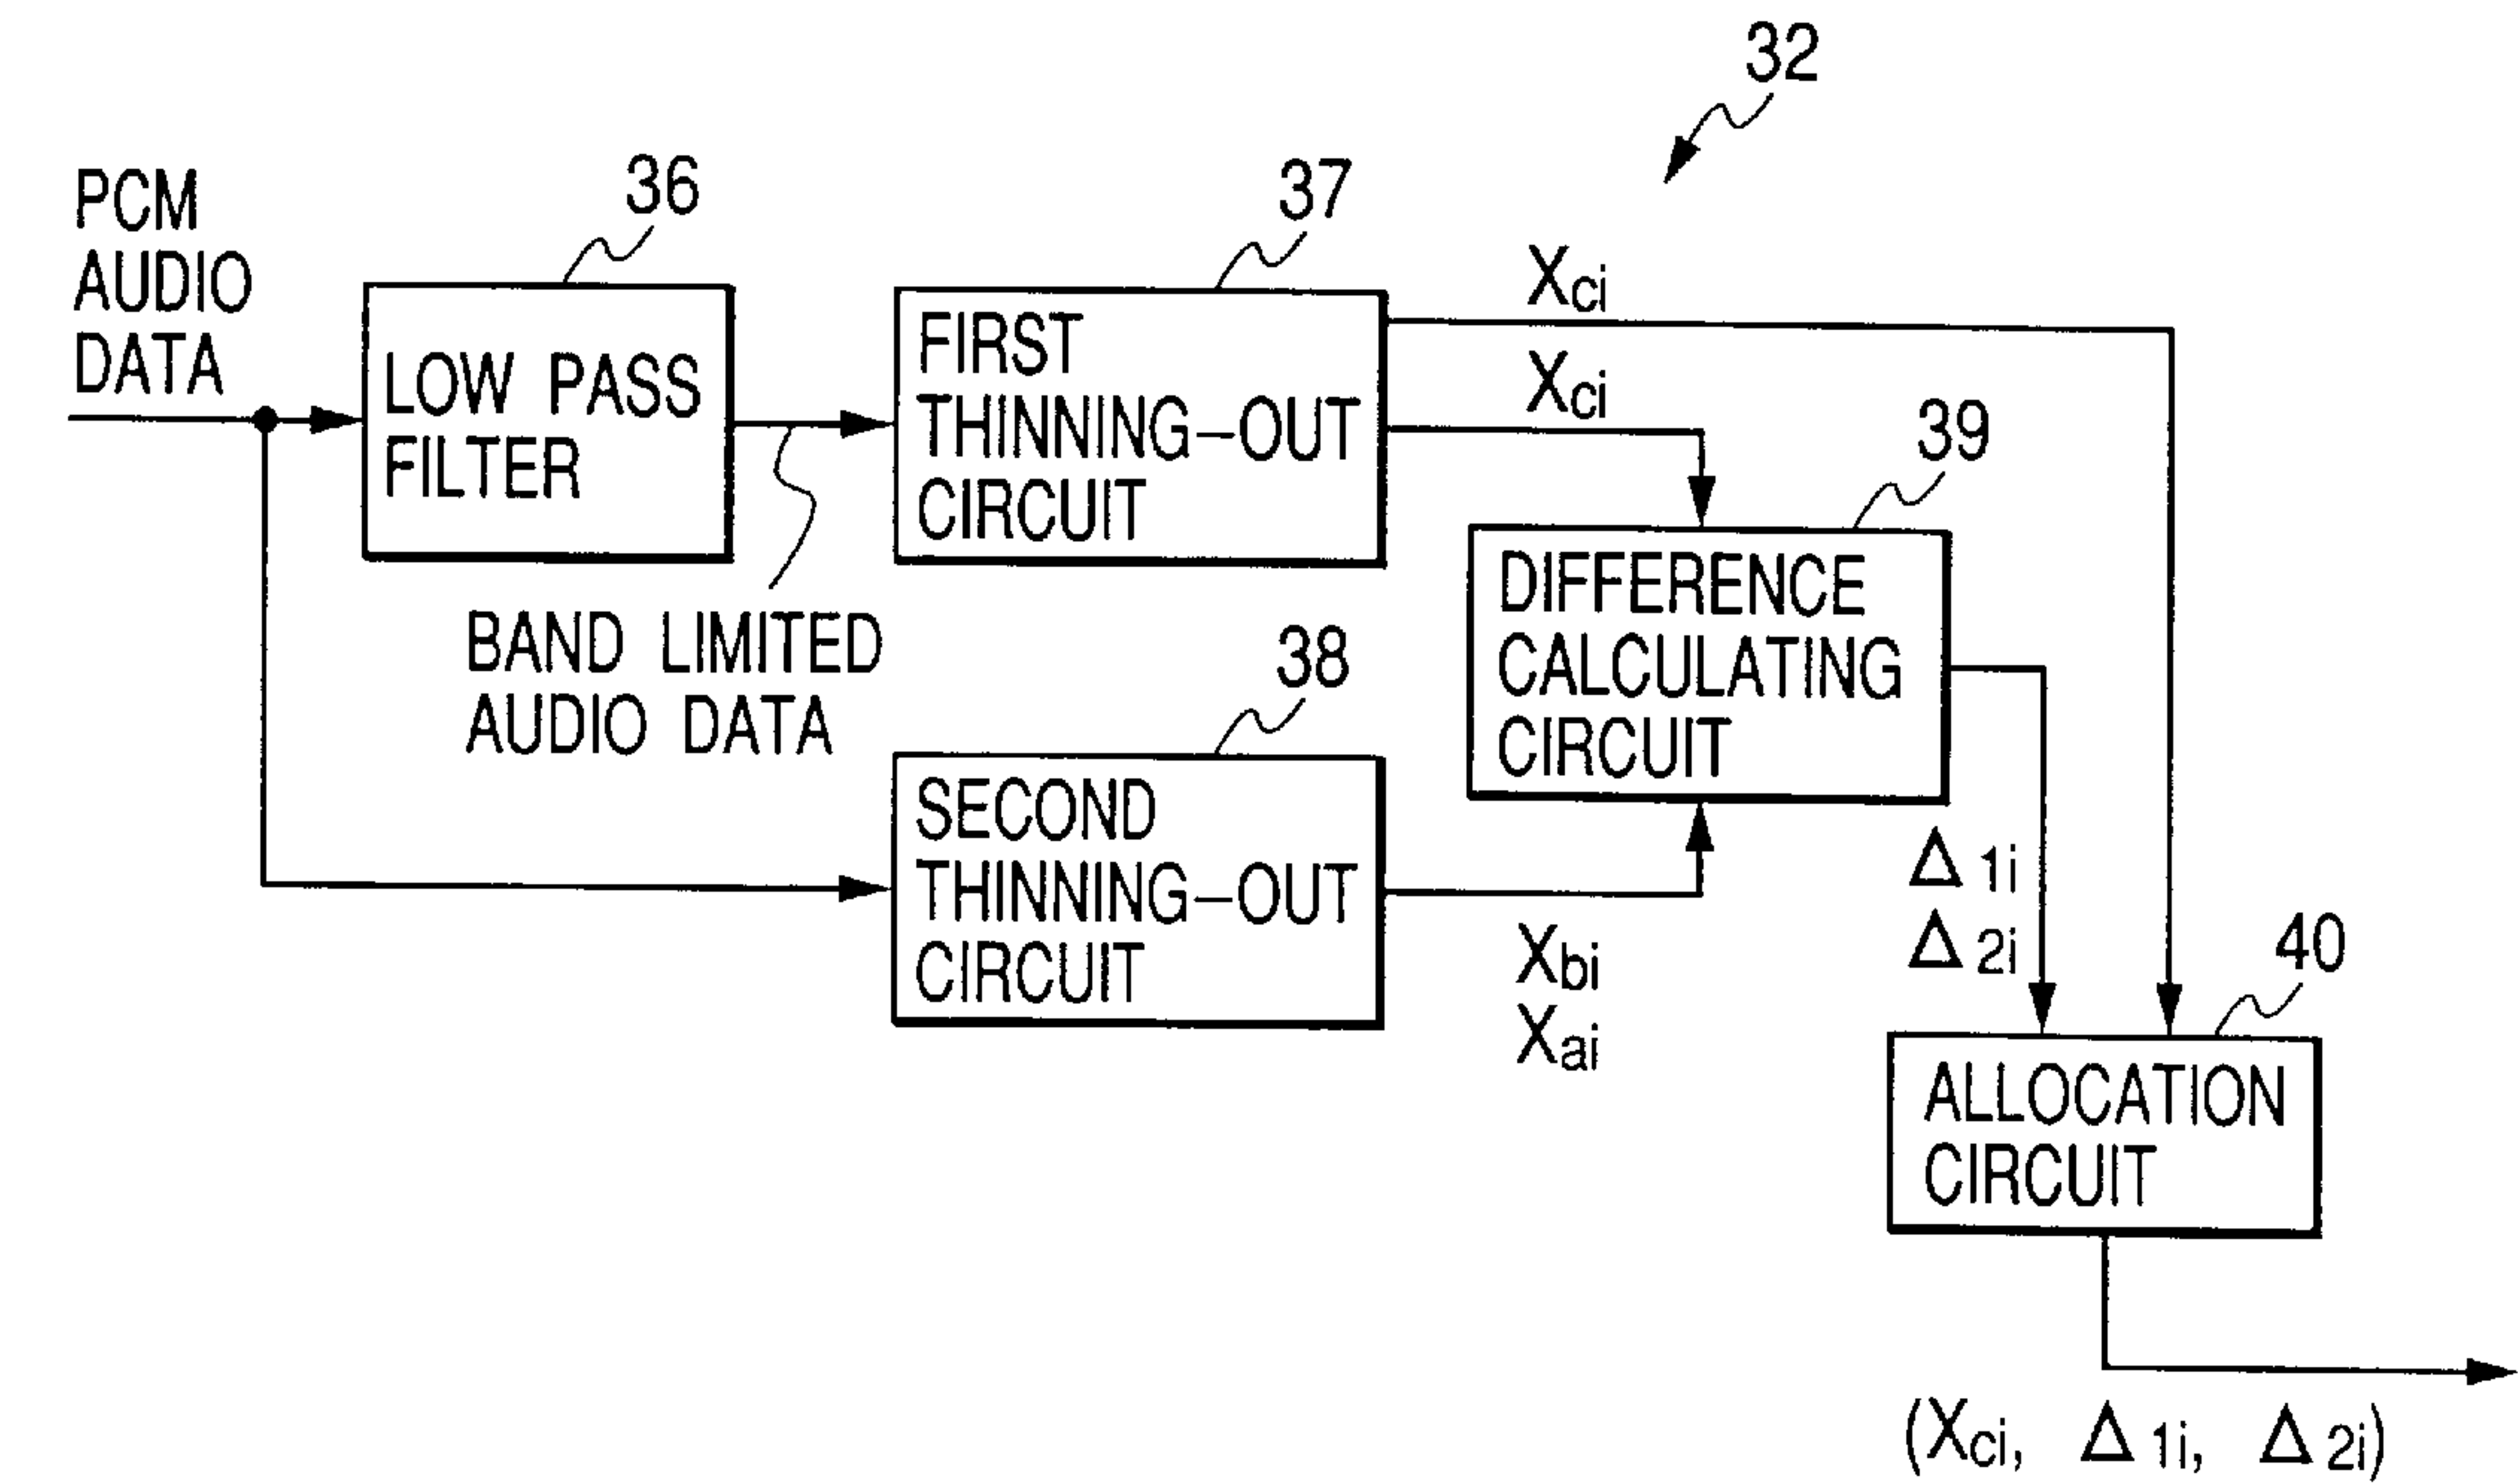 32
PCM
AUDIO
DATA
36
LOW PASS
FILTER
37
FIRST
THINNING-OUT
CIRCUIT
Xci
Xci
BAND LIMITED
AUDIO DATA
39
DIFFERENCE
CALCULATING
CIRCUIT
38
SECOND
THINNING-OUT
CIRCUIT
Xbi
Xai
Δ1i
Δ2i
40
ALLOCATION
CIRCUIT
(Xci, Δ1i, Δ2i)